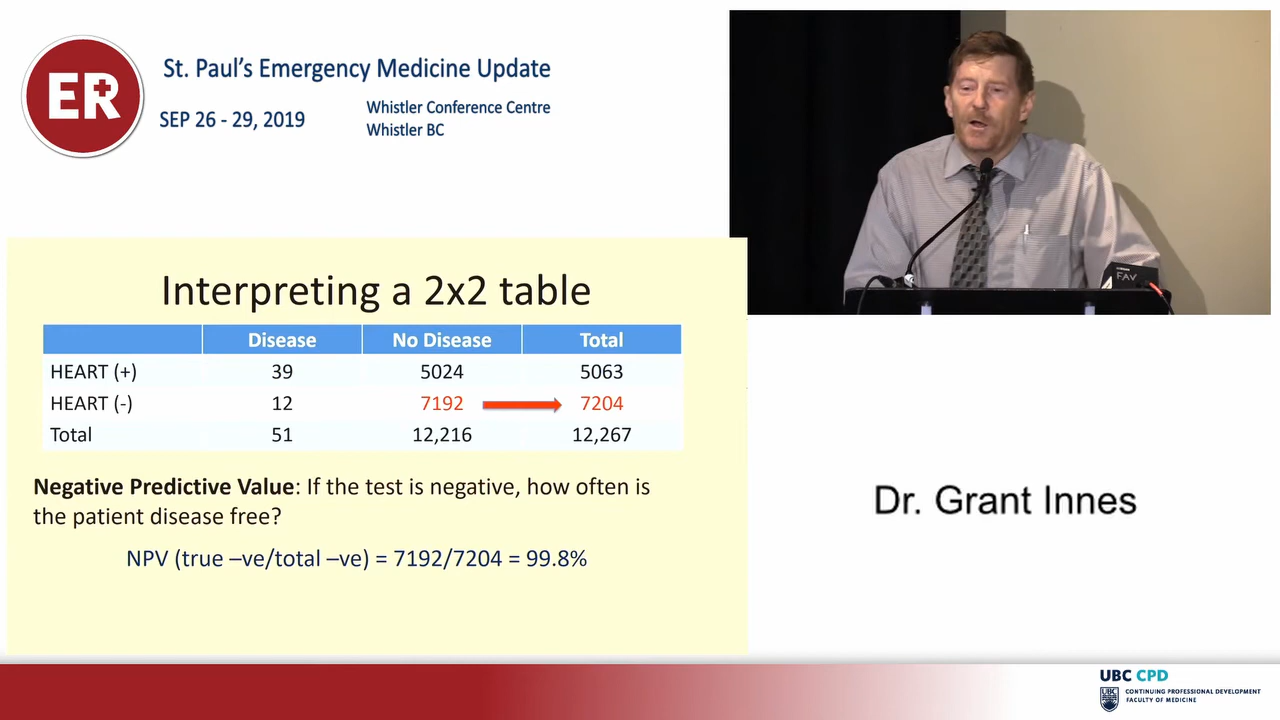 ER
St. Paul's Emergency Medicine Update
SEP 26 - 29, 2019
Whistler Conference Centre
Whistler BC
FAV
Interpreting a 2x2 table
Disease No Disease Total
HEART (+) 39 5024 5063
HEART (-) 12 7192 7204
Total 51 12,216 12,267
Negative Predictive Value: If the test is negative, how often is
the patient disease free?
NPV (true –ve/total –ve) = 7192/7204 = 99.8%
Dr. Grant Innes
UBC CPD
UBC
CONTINUING PROFESSIONAL DEVELOPMENT
FACULTY OF MEDICINE